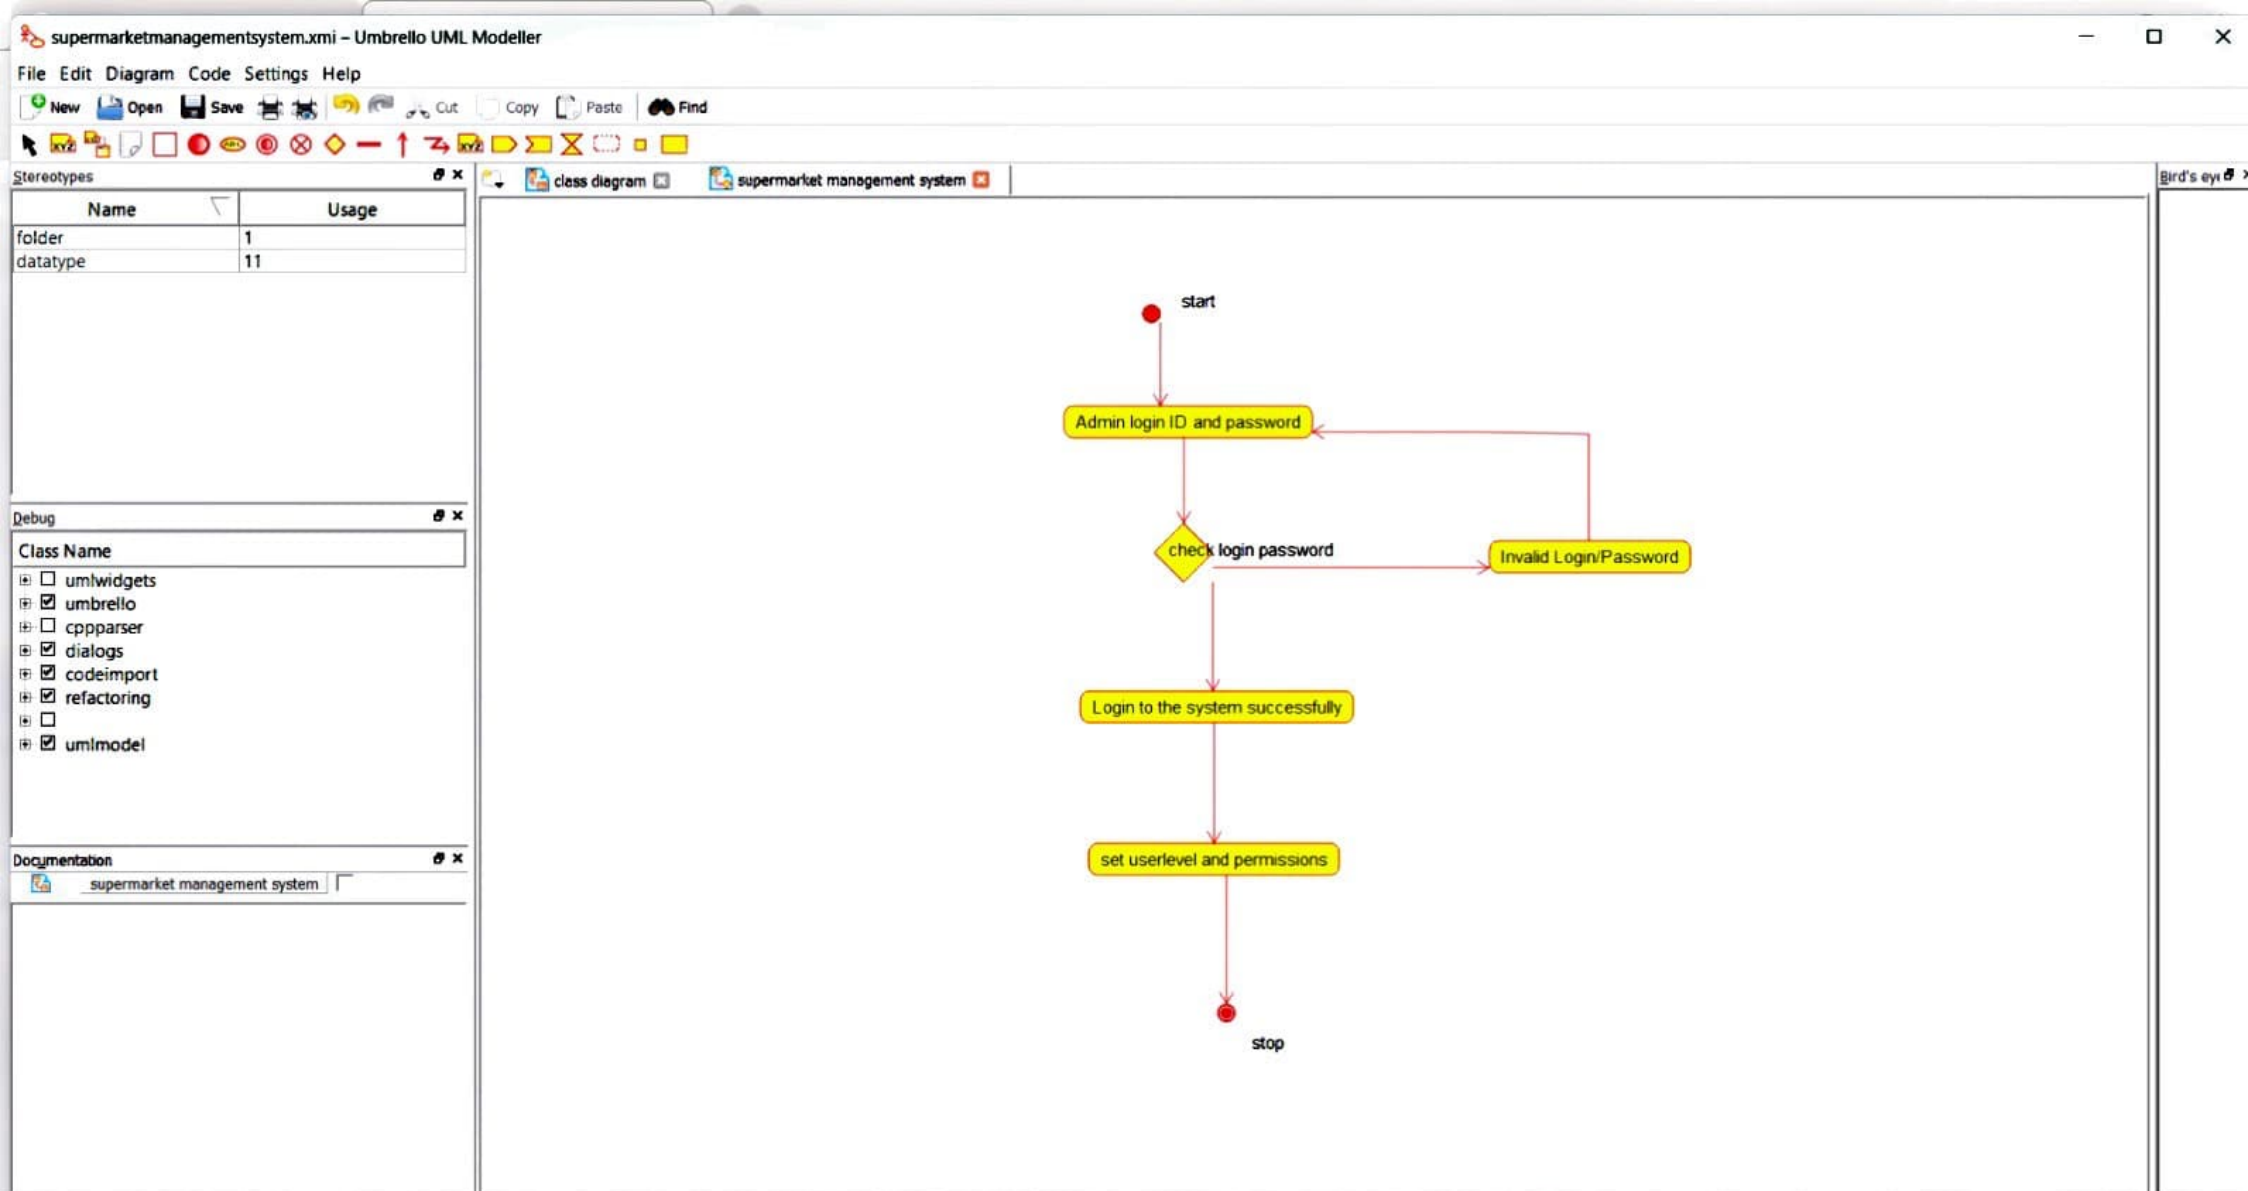 supermarketmanagementsystem.xmi – Umbrello UML Modeller
File Edit Diagram Code Settings Help
New Open Save Cut Copy Paste Find
Stereotypes
Name Usage
folder 1
datatype 11
Debug
Class Name
umlwidgets
umbrello
cppparser
dialogs
codeimport
refactoring
umlmodel
Documentation
supermarket management system
class diagram supermarket management system
start
Admin login ID and password
check login password
Invalid Login/Password
Login to the system successfully
set userlevel and permissions
stop
Bird's eye